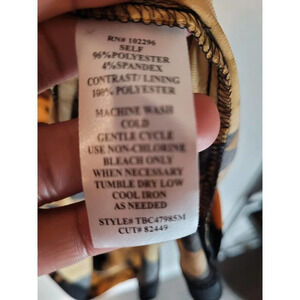 RN# 102296
SELF
96%POLYESTER
4%SPANDEX
CONTRAST/LINING
100% POLYESTER
MACHINE WASH
COLD
GENTLE CYCLE
USE NON-CHLORINE
BLEACH ONLY
WHEN NECESSARY
TUMBLE DRY LOW
COOL IRON
AS NEEDED
STYLE# TBC47985M
CUT# 82449